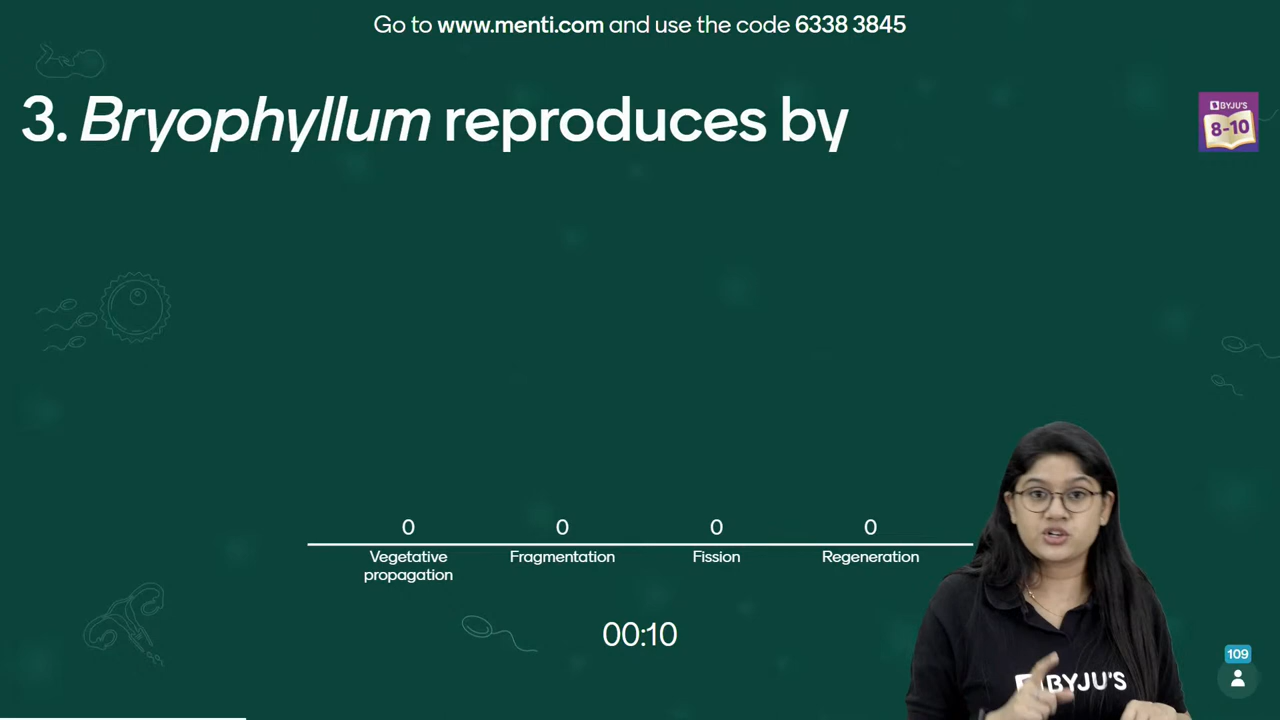 Go to www.menti.com and use the code 6338 3845
3. Bryophyllum reproduces by
BYJU'S
8-10
0 0 0 0
Vegetative propagation
Fragmentation
Fission
Regeneration
00:10
BYJU'S
109